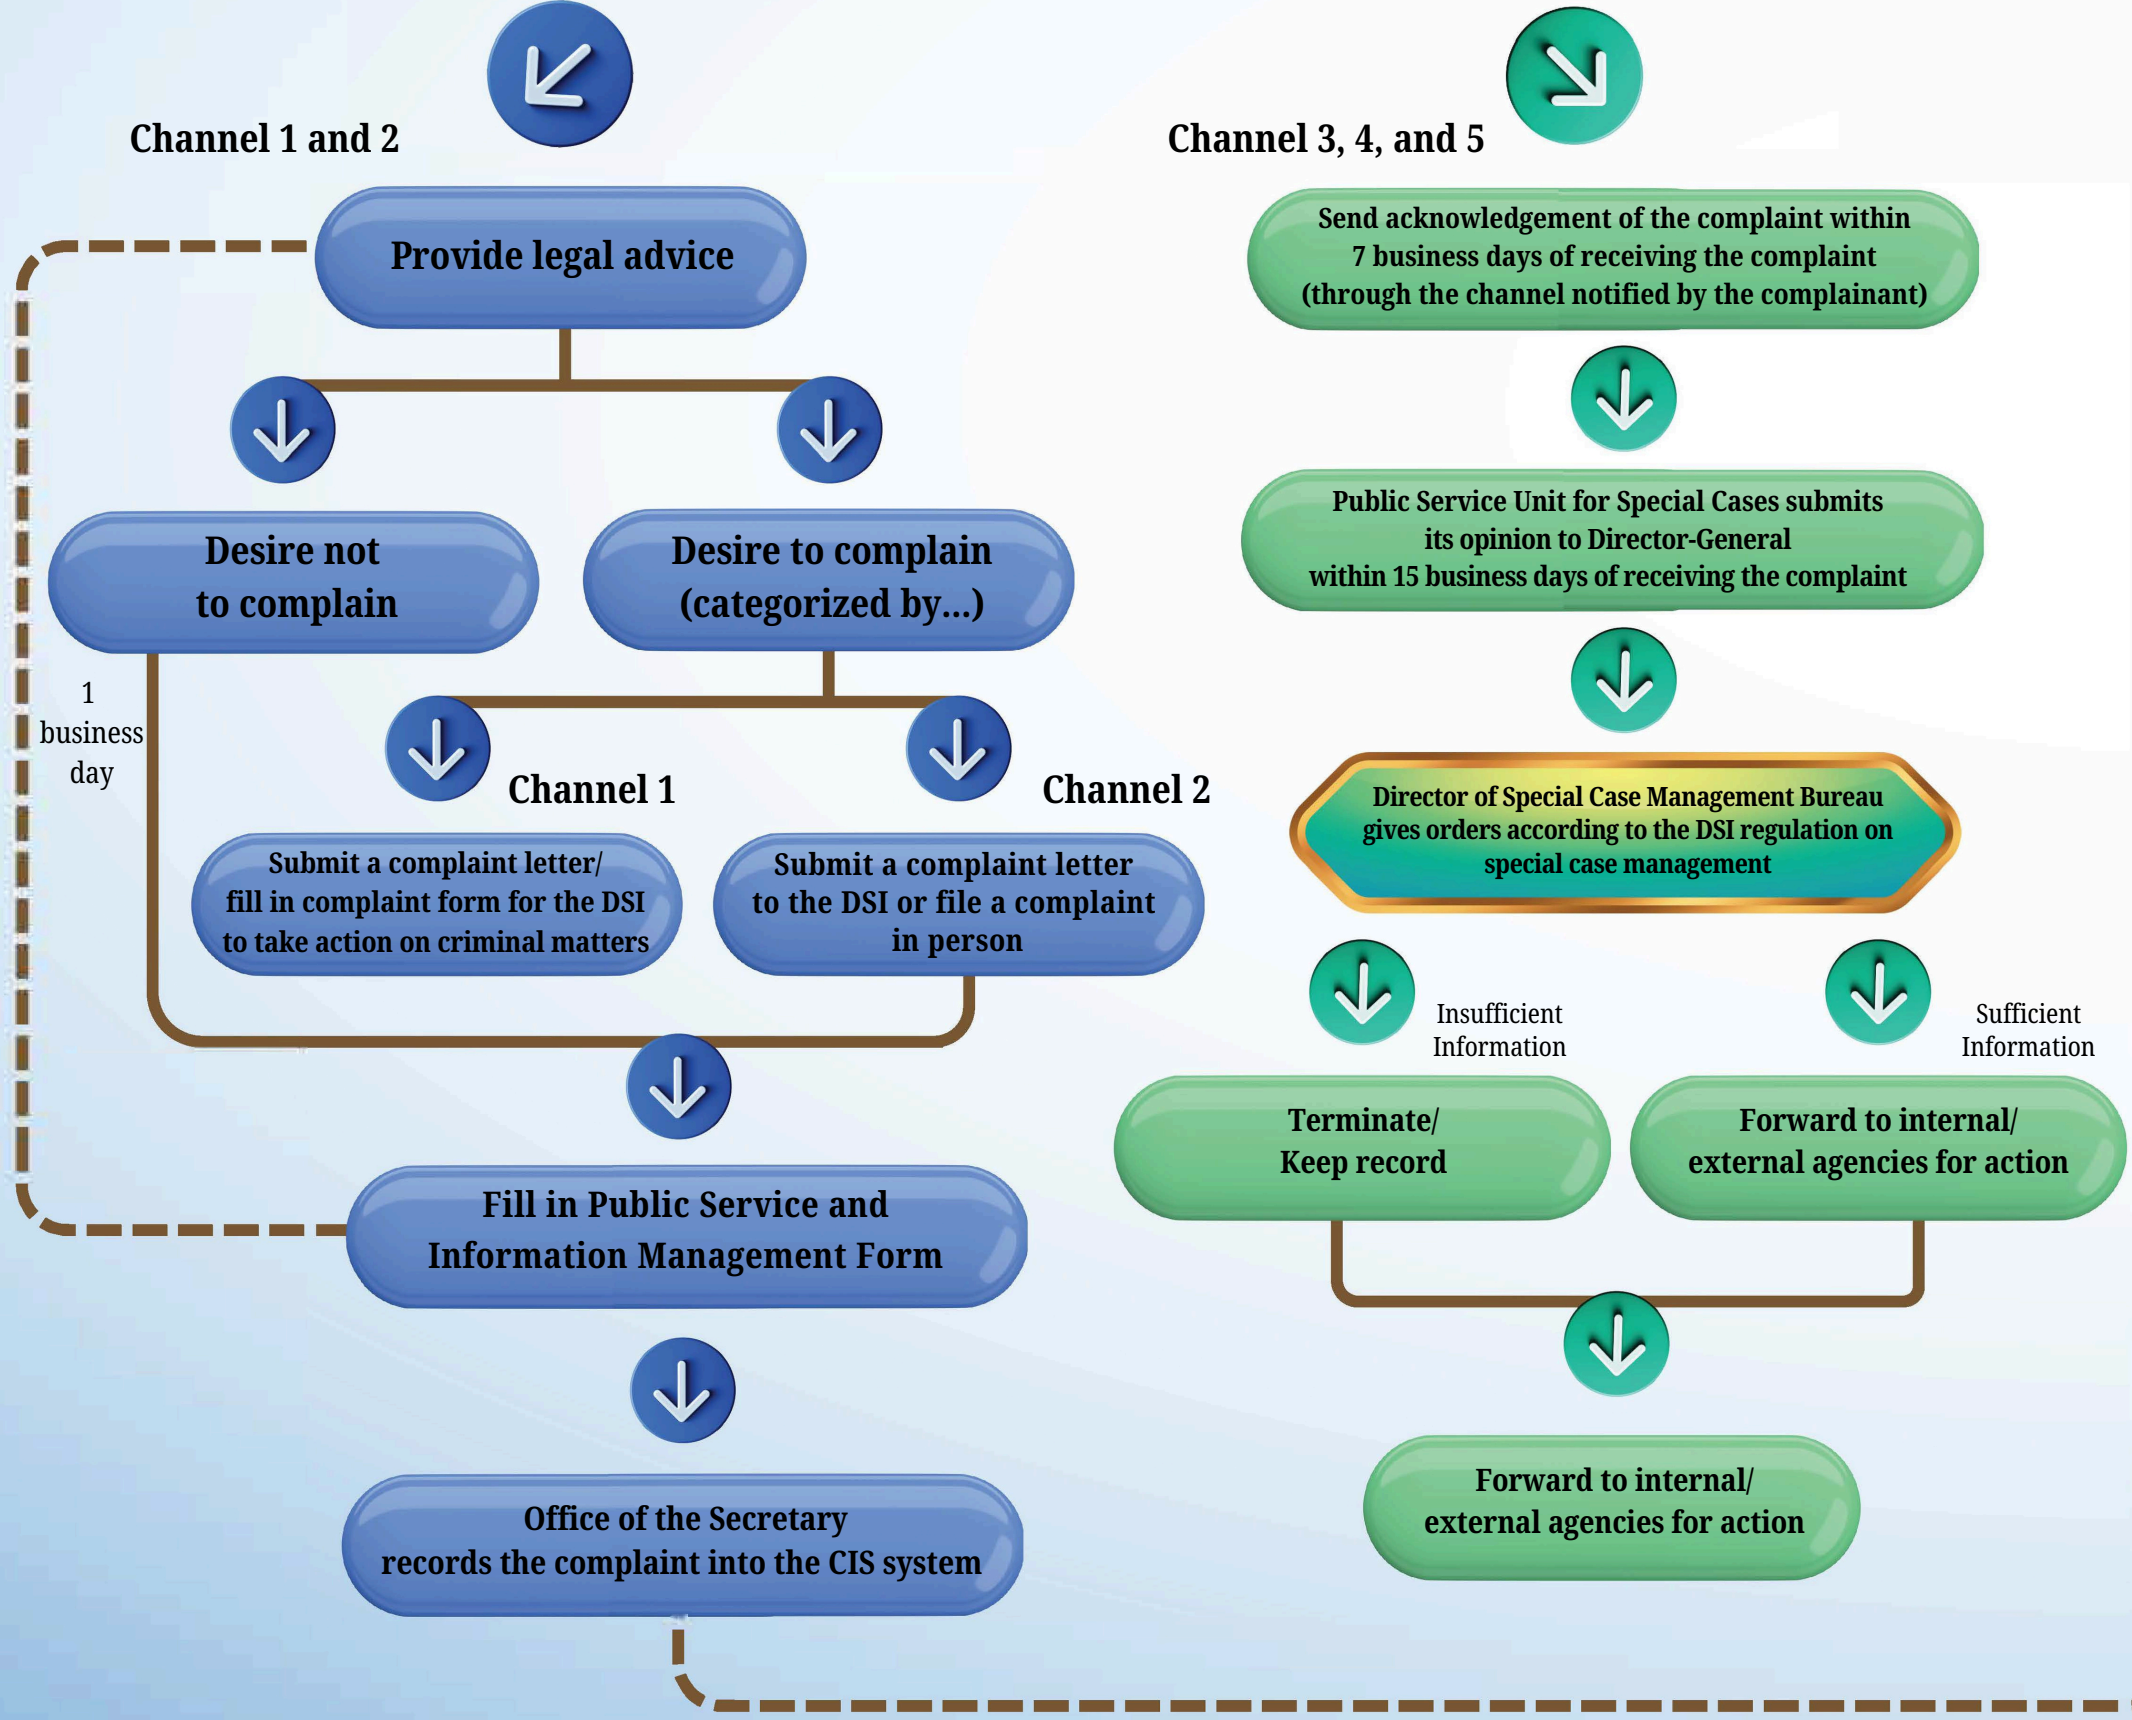 Channel 1 and 2
Provide legal advice
Desire not
to complain
Desire to complain
(categorized by...)
1
business
day
Channel 1
Channel 2
Submit a complaint letter/
fill in complaint form for the DSI
to take action on criminal matters
Submit a complaint letter
to the DSI or file a complaint
in person
Fill in Public Service and
Information Management Form
Office of the Secretary
records the complaint into the CIS system
Channel 3, 4, and 5
Send acknowledgement of the complaint within
7 business days of receiving the complaint
(through the channel notified by the complainant)
Public Service Unit for Special Cases submits
its opinion to Director-General
within 15 business days of receiving the complaint
Director of Special Case Management Bureau
gives orders according to the DSI regulation on
special case management
Insufficient
Information
Sufficient
Information
Terminate/
Keep record
Forward to internal/
external agencies for action
Forward to internal/
external agencies for action